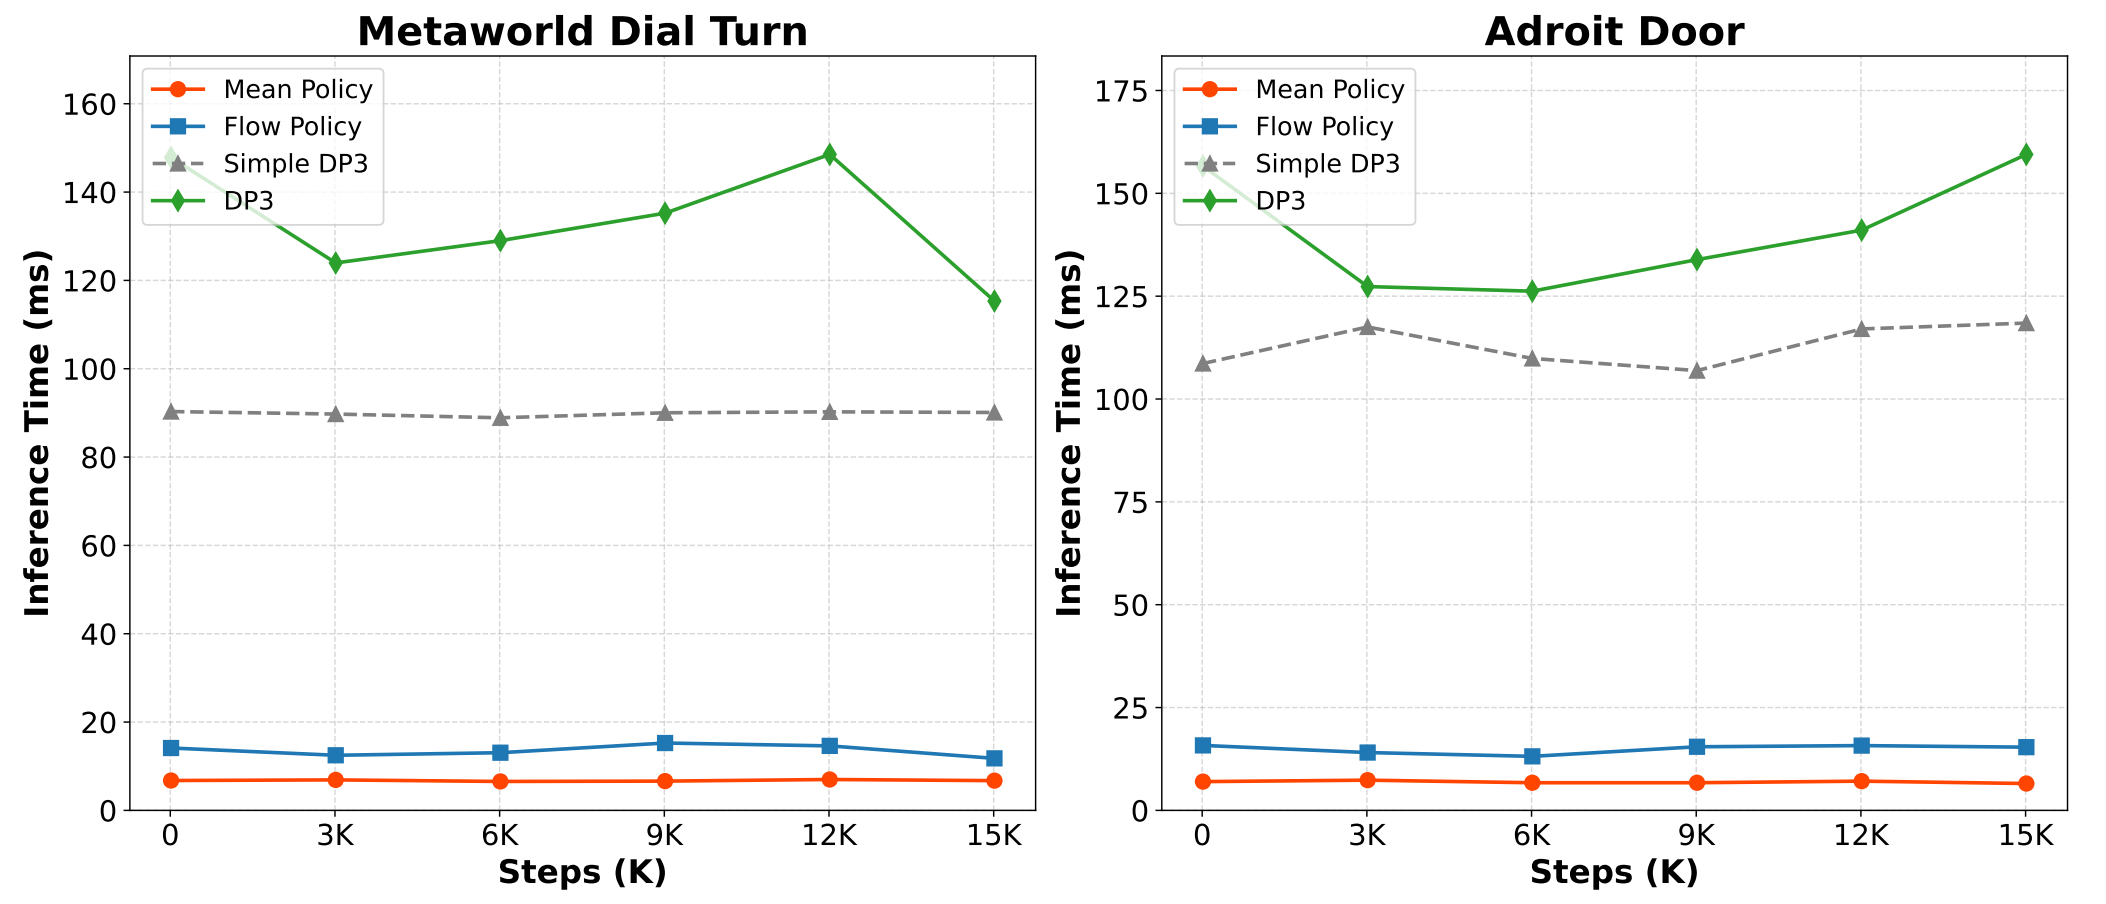 Metaworld Dial Turn
Mean Policy
Flow Policy
Simple DP3
DP3
Inference Time (ms)
160
140
120
100
80
60
40
20
0
0 3K 6K 9K 12K 15K
Steps (K)
Adroit Door
Mean Policy
Flow Policy
Simple DP3
DP3
Inference Time (ms)
175
150
125
100
75
50
25
0
0 3K 6K 9K 12K 15K
Steps (K)